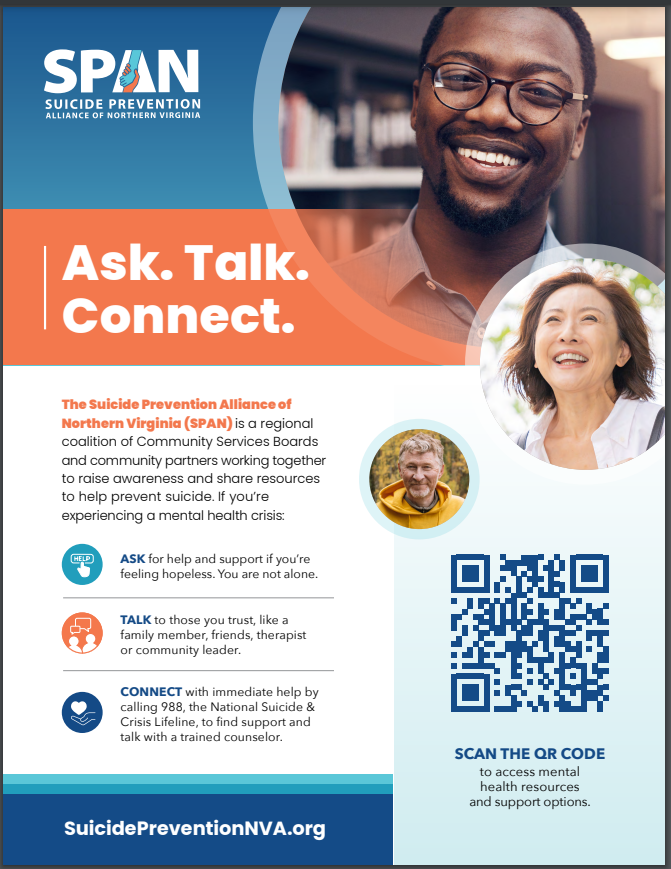 SPAN
SUICIDE PREVENTION
ALLIANCE OF NORTHERN VIRGINIA
Ask. Talk.
Connect.
The Suicide Prevention Alliance of
Northern Virginia (SPAN) is a regional
coalition of Community Services Boards
and community partners working together
to raise awareness and share resources
to help prevent suicide. If you're
experiencing a mental health crisis:
HELP
ASK for help and support if you're
feeling hopeless. You are not alone.
TALK to those you trust, like a
family member, friends, therapist
or community leader.
CONNECT with immediate help by
calling 988, the National Suicide &
Crisis Lifeline, to find support and
talk with a trained counselor.
SuicidePreventionNVA.org
SCAN THE QR CODE
to access mental
health resources
and support options.